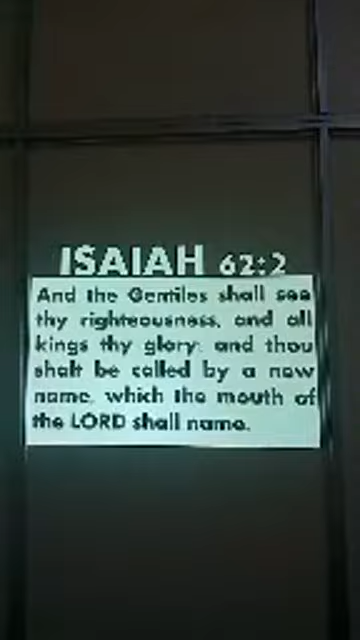 ISAIAH 62:2
And the Gentiles shall see
thy righteousness, and all
kings thy glory: and thou
shalt be called by a new
name, which the mouth of
the LORD shall name.